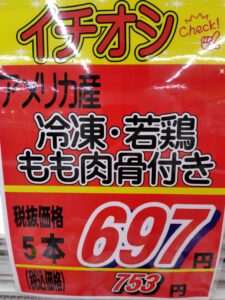 イチオシ
Check!
アメリカ産
冷凍・若鶏
もも肉骨付き
税抜価格
5本
697円
(税込価格)
753円